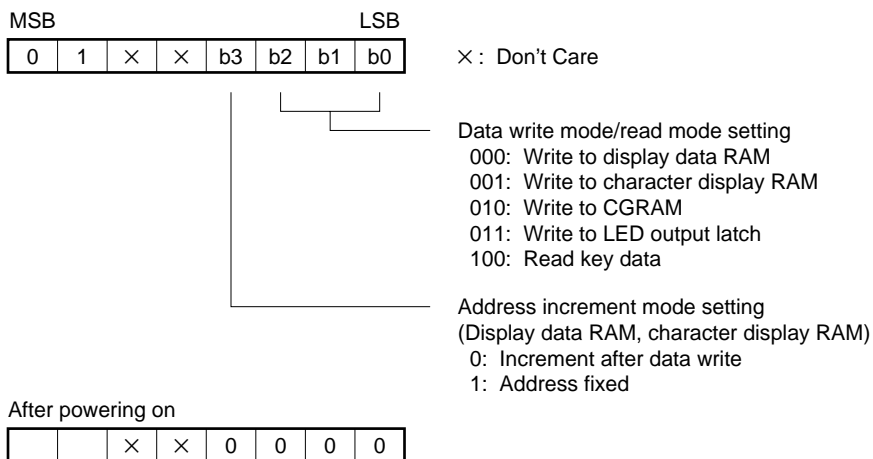 MSB LSB
0 1 × × b3 b2 b1 b0 ×: Don't Care
Data write mode/read mode setting
000: Write to display data RAM
001: Write to character display RAM
010: Write to CGRAM
011: Write to LED output latch
100: Read key data
Address increment mode setting
(Display data RAM, character display RAM)
0: Increment after data write
1: Address fixed
After powering on
× × 0 0 0 0